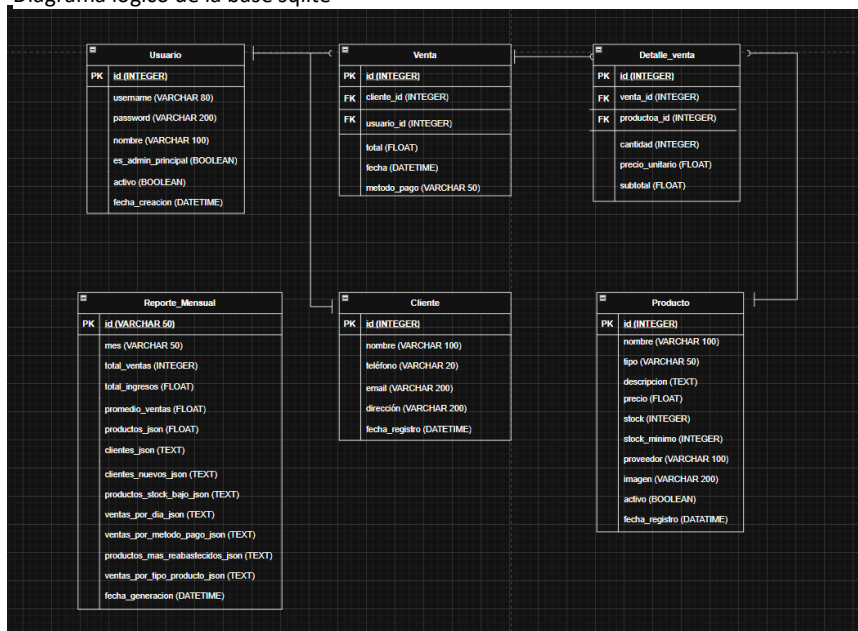 Diagrama lógico de la base sqlite
Usuario
PK id (INTEGER)
username (VARCHAR 80)
password (VARCHAR 200)
nombre (VARCHAR 100)
es_admin_principal (BOOLEAN)
activo (BOOLEAN)
fecha_creacion (DATETIME)
Venta
PK id (INTEGER)
FK cliente_id (INTEGER)
FK usuario_id (INTEGER)
total (FLOAT)
fecha (DATETIME)
metodo_pago (VARCHAR 50)
Detalle_venta
PK id (INTEGER)
FK venta_id (INTEGER)
FK productoa_id (INTEGER)
cantidad (INTEGER)
precio_unitario (FLOAT)
subtotal (FLOAT)
Reporte_Mensual
PK id (VARCHAR 50)
mes (VARCHAR 50)
total_ventas (INTEGER)
total_ingresos (FLOAT)
promedio_ventas (FLOAT)
productos_json (FLOAT)
clientes_json (TEXT)
clientes_nuevos_json (TEXT)
productos_stock_bajo_json (TEXT)
ventas_por_dia_json (TEXT)
ventas_por_metodo_pago_json (TEXT)
productos_mas_reabastecidos_json (TEXT)
ventas_por_tipo_producto_json (TEXT)
fecha_generacion (DATETIME)
Cliente
PK id (INTEGER)
nombre (VARCHAR 100)
teléfono (VARCHAR 20)
email (VARCHAR 200)
dirección (VARCHAR 200)
fecha_registro (DATETIME)
Producto
PK id (INTEGER)
nombre (VARCHAR 100)
tipo (VARCHAR 50)
descripcion (TEXT)
precio (FLOAT)
stock (INTEGER)
stock_minimo (INTEGER)
proveedor (VARCHAR 100)
imagen (VARCHAR 200)
activo (BOOLEAN)
fecha_registro (DATATIME)